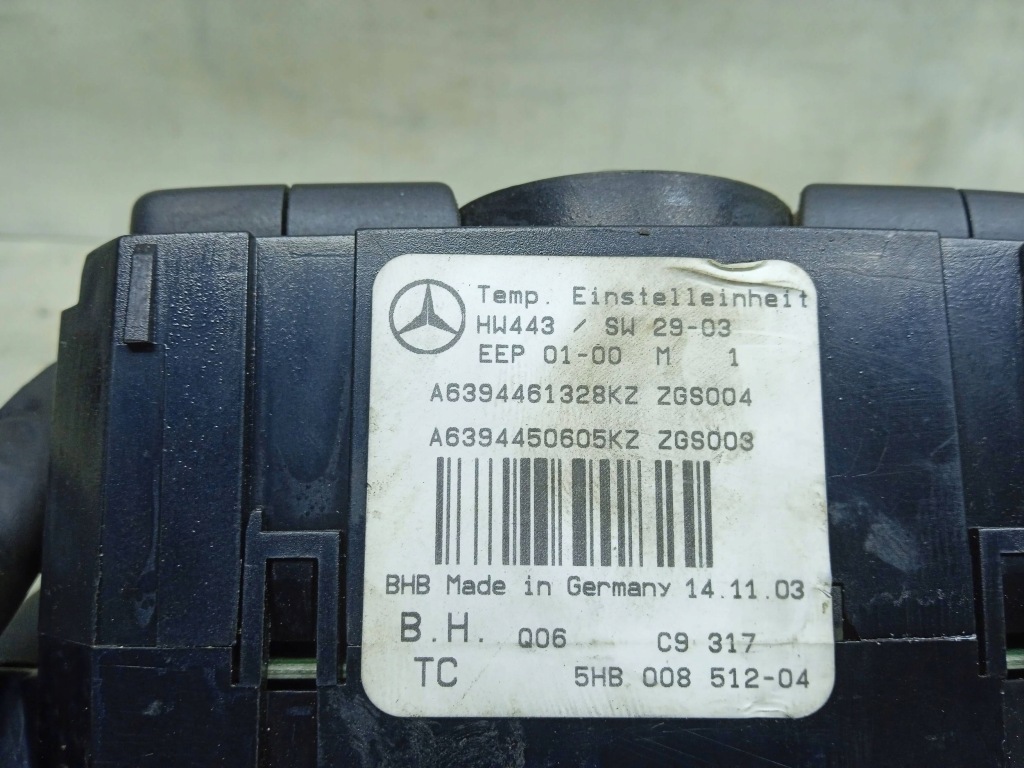 Temp. Einstelleinheit
HW443 / SW 29-03
EEP 01-00 M 1
A6394461328KZ ZGS004
A6394450605KZ ZGS003
BHB Made in Germany 14.11.03
B.H. Q06 C9 317
TC 5HB 008 512-04